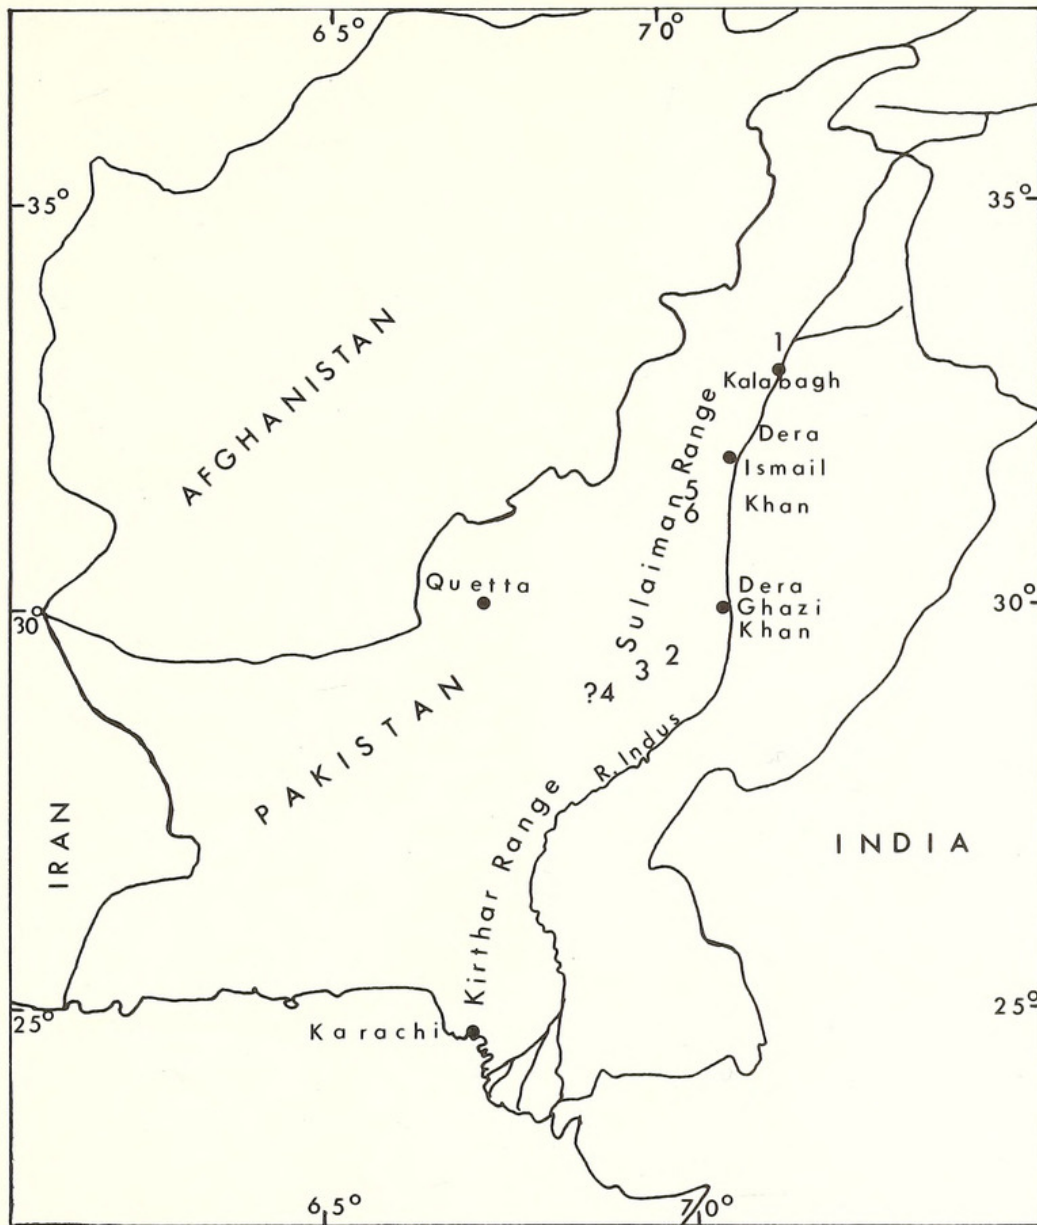 65°
70°
35°
35°
AFGHANISTAN
1
Kalabagh
Dera
Ismail
Khan
Sulaiman Range
5
6
Quetta
Dera
Ghazi
Khan
30°
30°
2
3
?4
PAKISTAN
R. Indus
IRAN
Kirthar Range
INDIA
25°
25°
Karachi
65°
70°